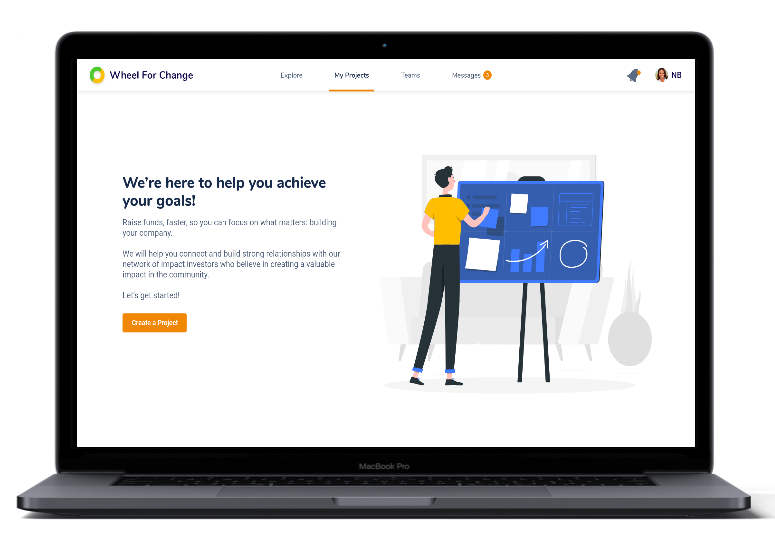 Wheel For Change
Explore
My Projects
Teams
Messages
NB
We're here to help you achieve
your goals!
Raise funds, faster, so you can focus on what matters: building
your company.
We will help you connect and build strong relationships with our
network of impact investors who believe in creating a valuable
impact in the community.
Let's get started!
Create a Project
MacBook Pro